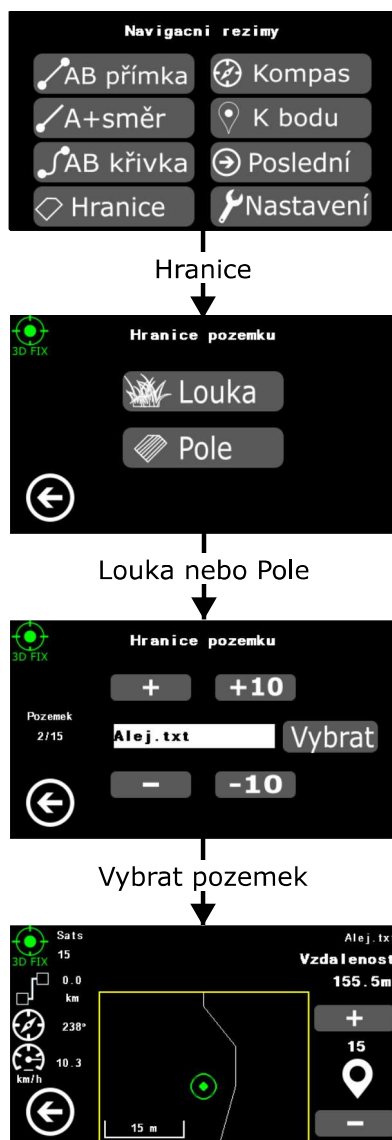 Navigacni rezimy
AB přímka
Kompas
A+směr
K bodu
AB křivka
Poslední
Hranice
Nastavení
Hranice
3D FIX
Hranice pozemku
Louka
Pole
Louka nebo Pole
3D FIX
Hranice pozemku
+ +10
Pozemek
2/15
Alej.txt
Vybrat
- -10
Vybrat pozemek
3D FIX
Sats
15
Alej.tx
Vzdalenost
155.5m
0.0
km
238°
10.3
km/h
+
15
-
15 m